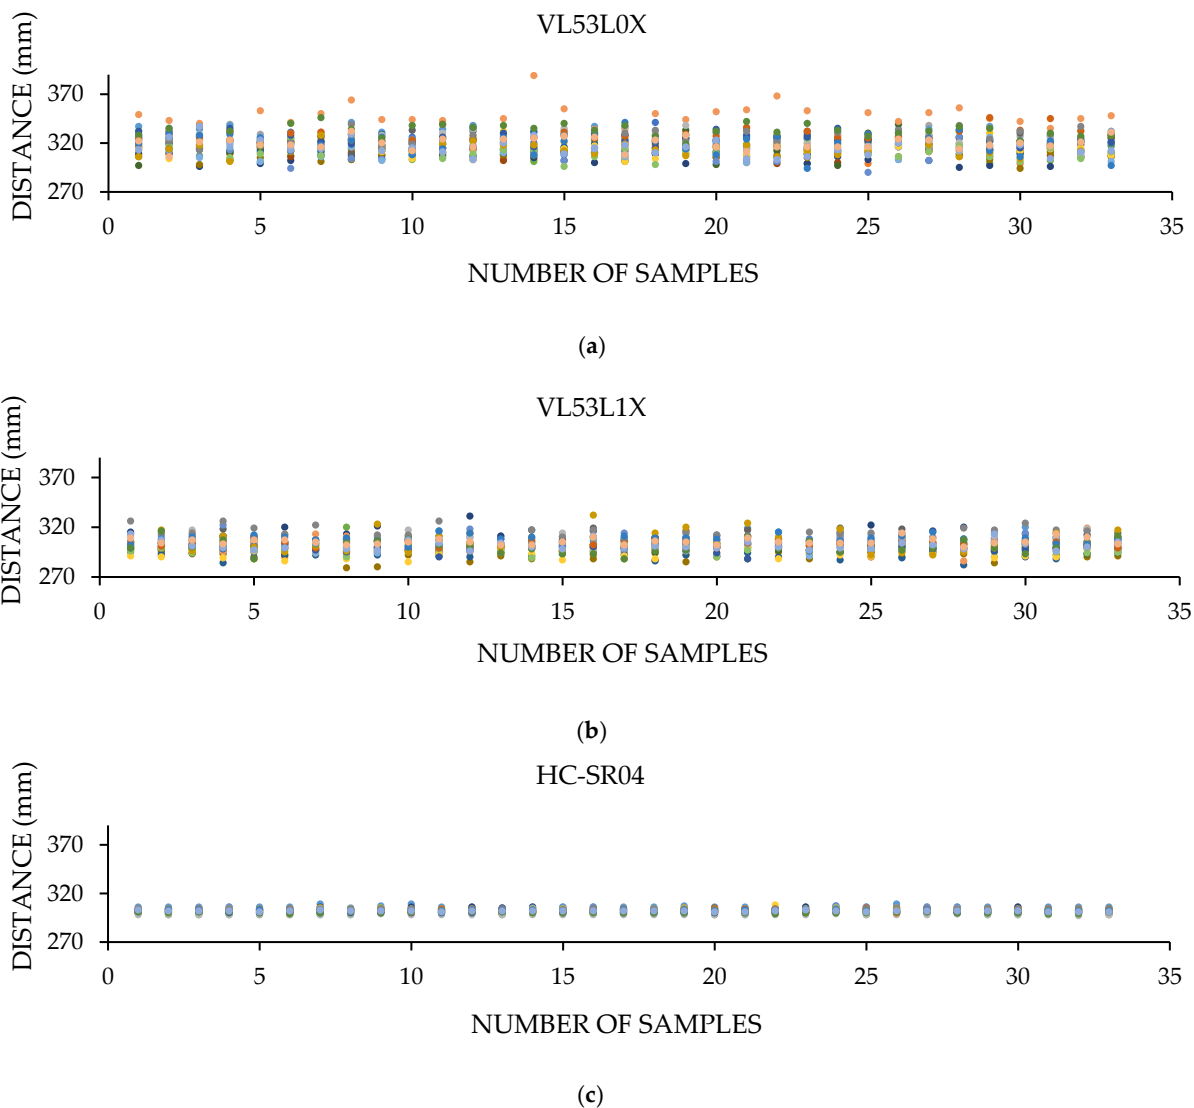 VL53L0X
DISTANCE (mm)
370
320
270
0 5 10 15 20 25 30 35
NUMBER OF SAMPLES
(a)
VL53L1X
DISTANCE (mm)
370
320
270
0 5 10 15 20 25 30 35
NUMBER OF SAMPLES
(b)
HC-SR04
DISTANCE (mm)
370
320
270
0 5 10 15 20 25 30 35
NUMBER OF SAMPLES
(c)